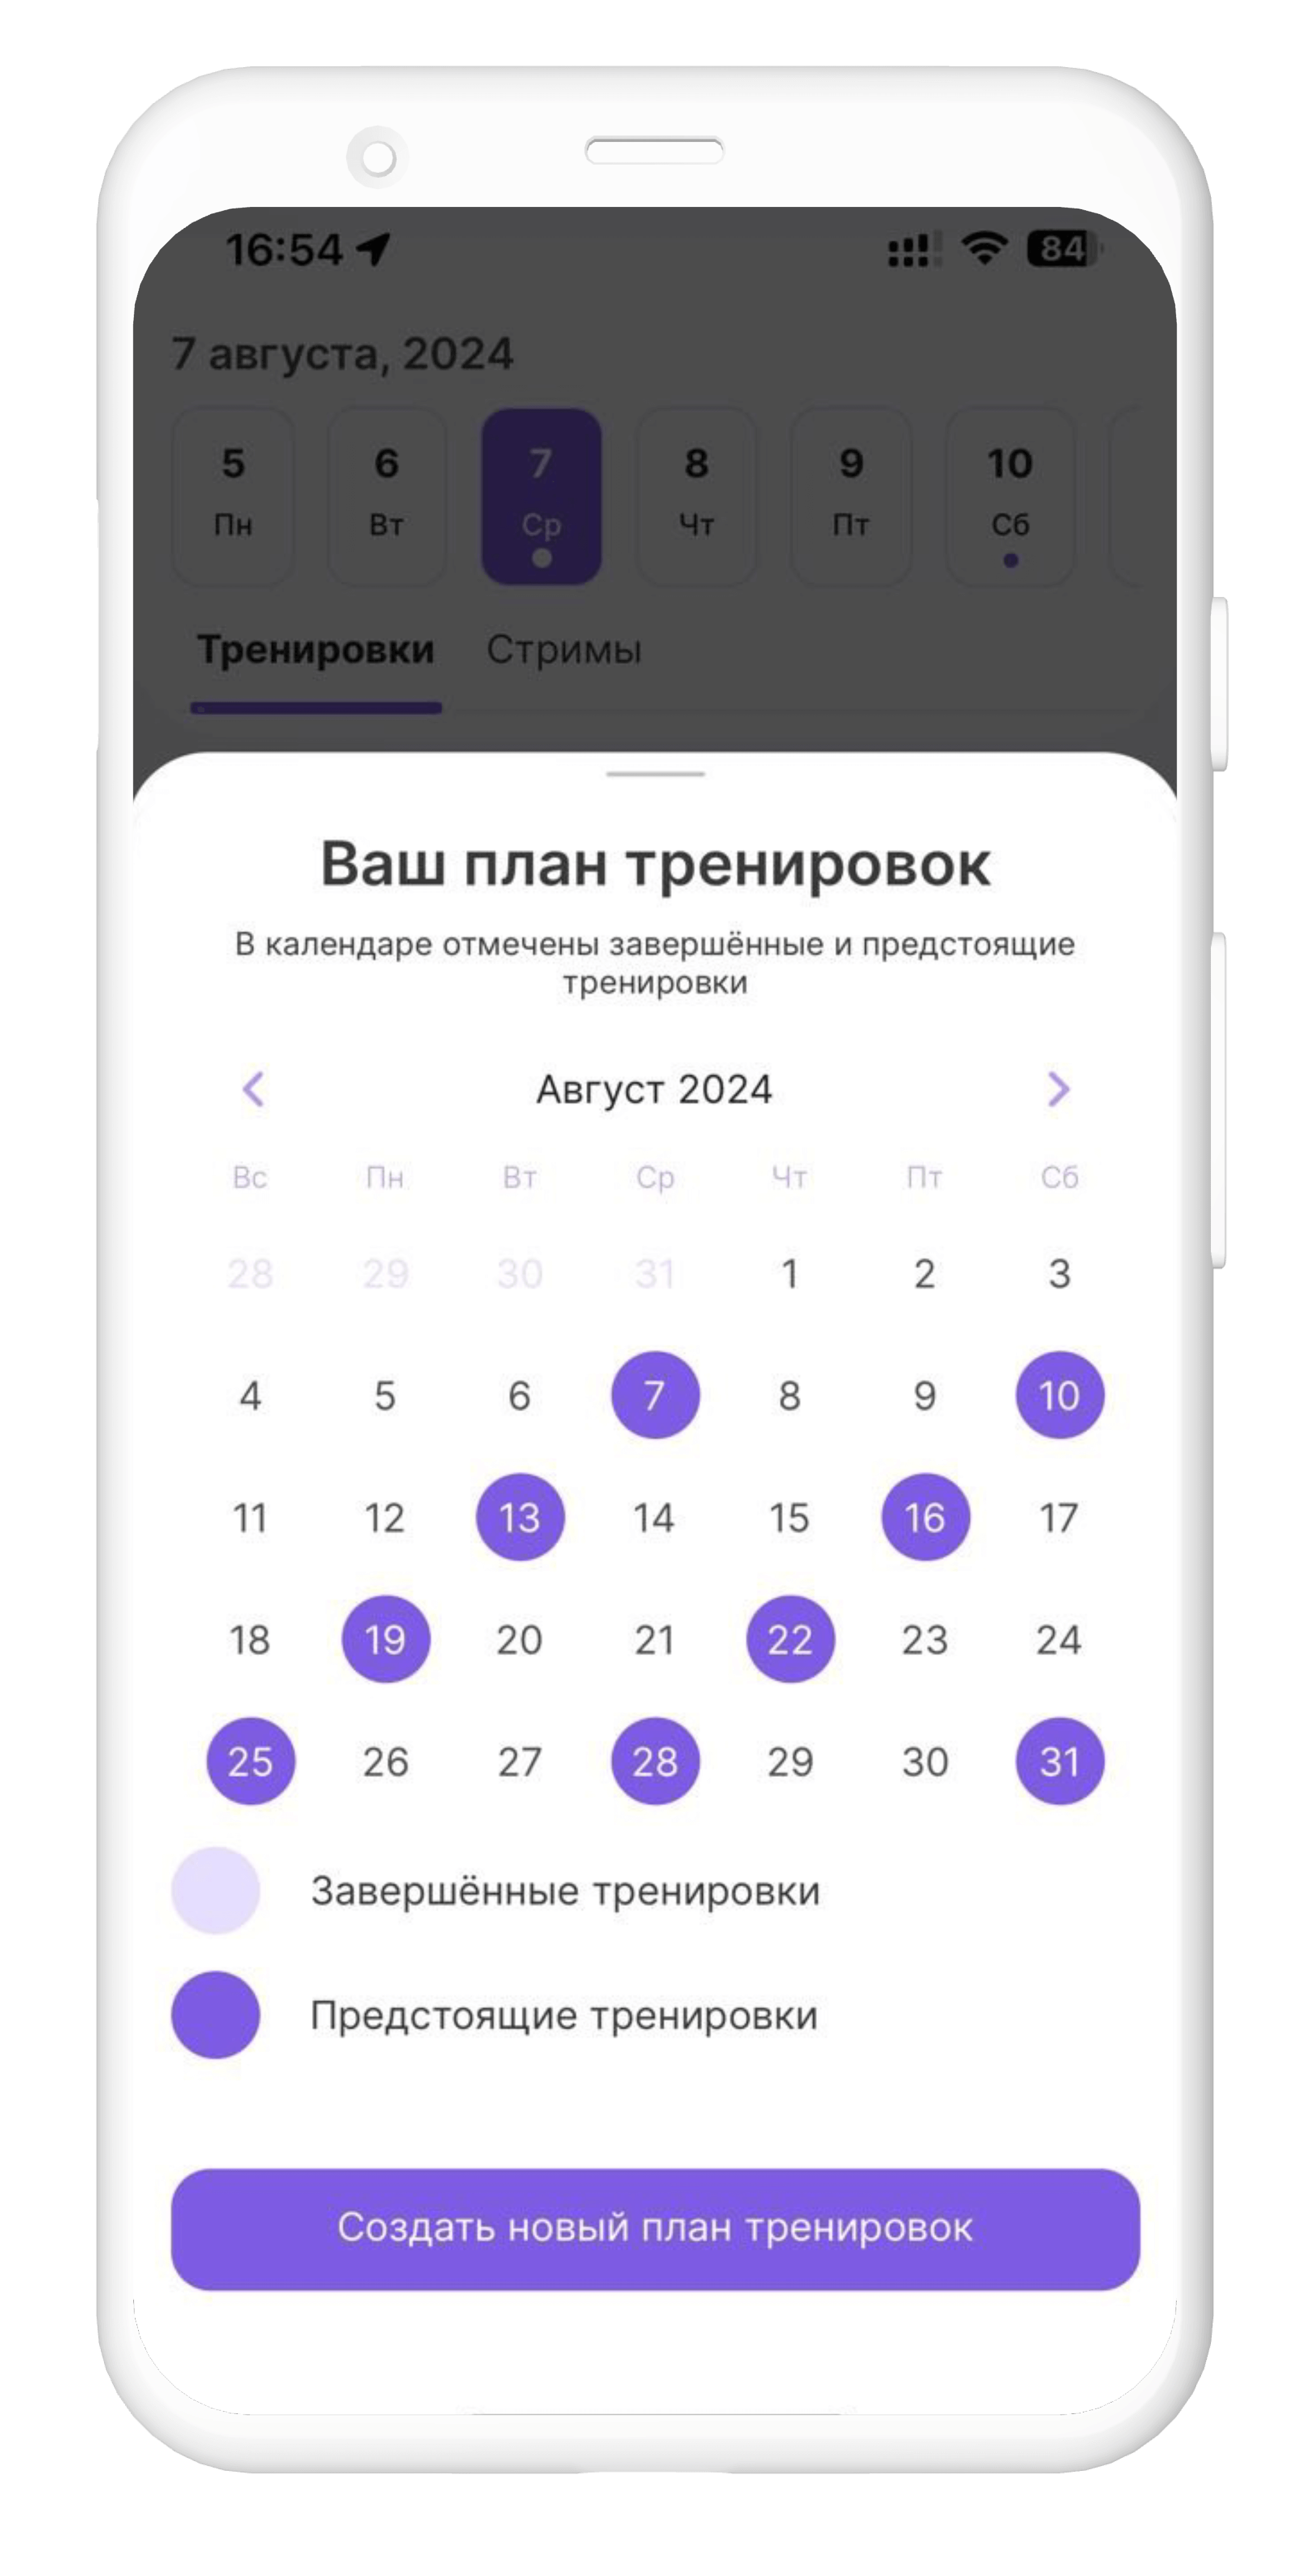 16:54
84
7 августа, 2024
5 6 7 8 9 10
Пн Вт Ср Чт Пт Сб
Тренировки Стримы
Ваш план тренировок
В календаре отмечены завершённые и предстоящие
тренировки
Август 2024
Вс Пн Вт Ср Чт Пт Сб
28 29 30 31 1 2 3
4 5 6 7 8 9 10
11 12 13 14 15 16 17
18 19 20 21 22 23 24
25 26 27 28 29 30 31
Завершённые тренировки
Предстоящие тренировки
Создать новый план тренировок